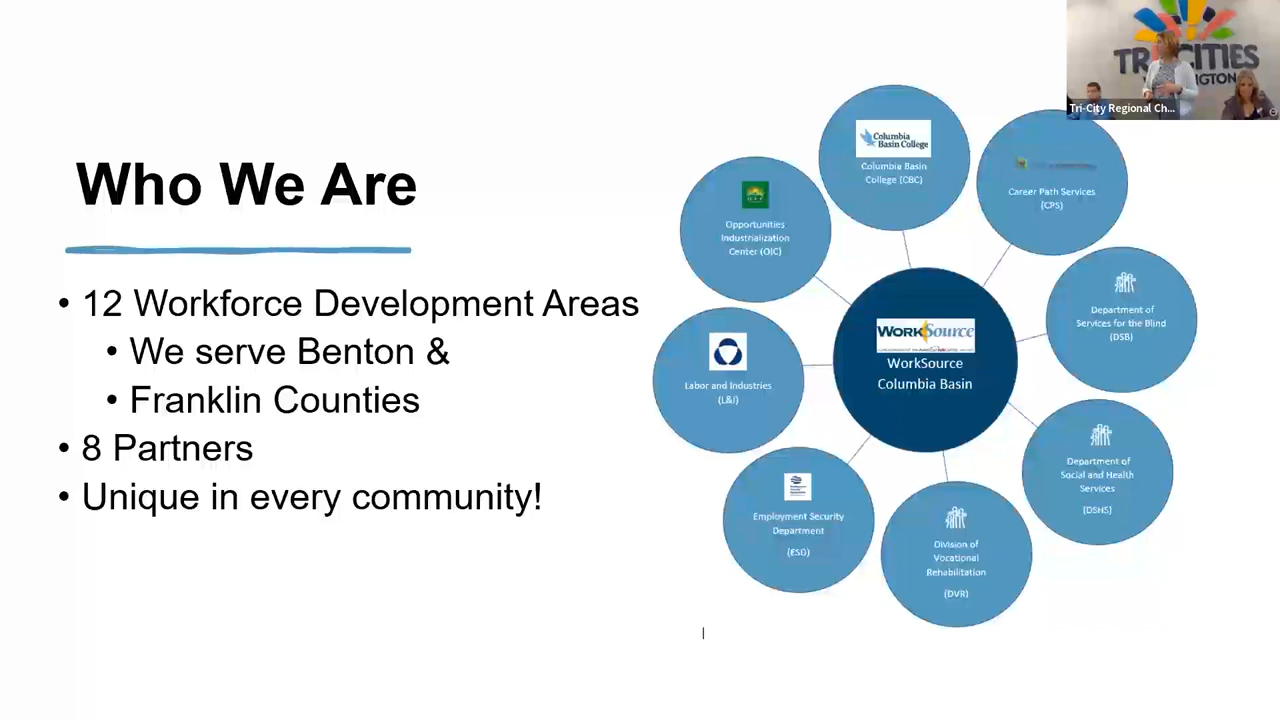 Who We Are
• 12 Workforce Development Areas
• We serve Benton &
• Franklin Counties
• 8 Partners
• Unique in every community!
Columbia
Basin College
Columbia Basin
College (CBC)
Career Path Services
(CPS)
Opportunities
Industrialization
Center (OIC)
Department of
Services for the Blind
(DSB)
WORKSource
WorkSource
Columbia Basin
Labor and Industries
(L&I)
Department of
Social and Health
Services
(DSHS)
Employment Security
Department
(ESD)
Division of
Vocational
Rehabilitation
(DVR)
TRI-CITIES
Tri-City Regional Ch...